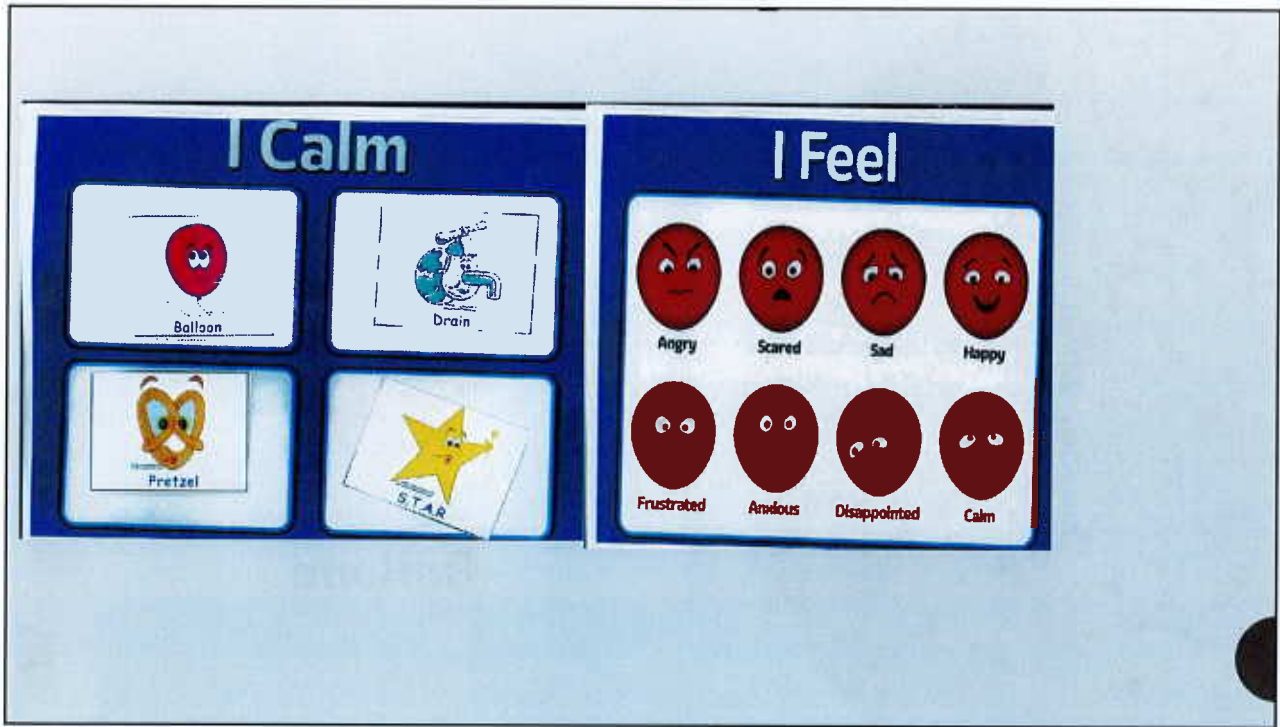 I Calm
Balloon
Drain
Pretzel
S.T.A.R
I Feel
Angry Scared Sad Happy
Frustrated Anxious Disappointed Calm